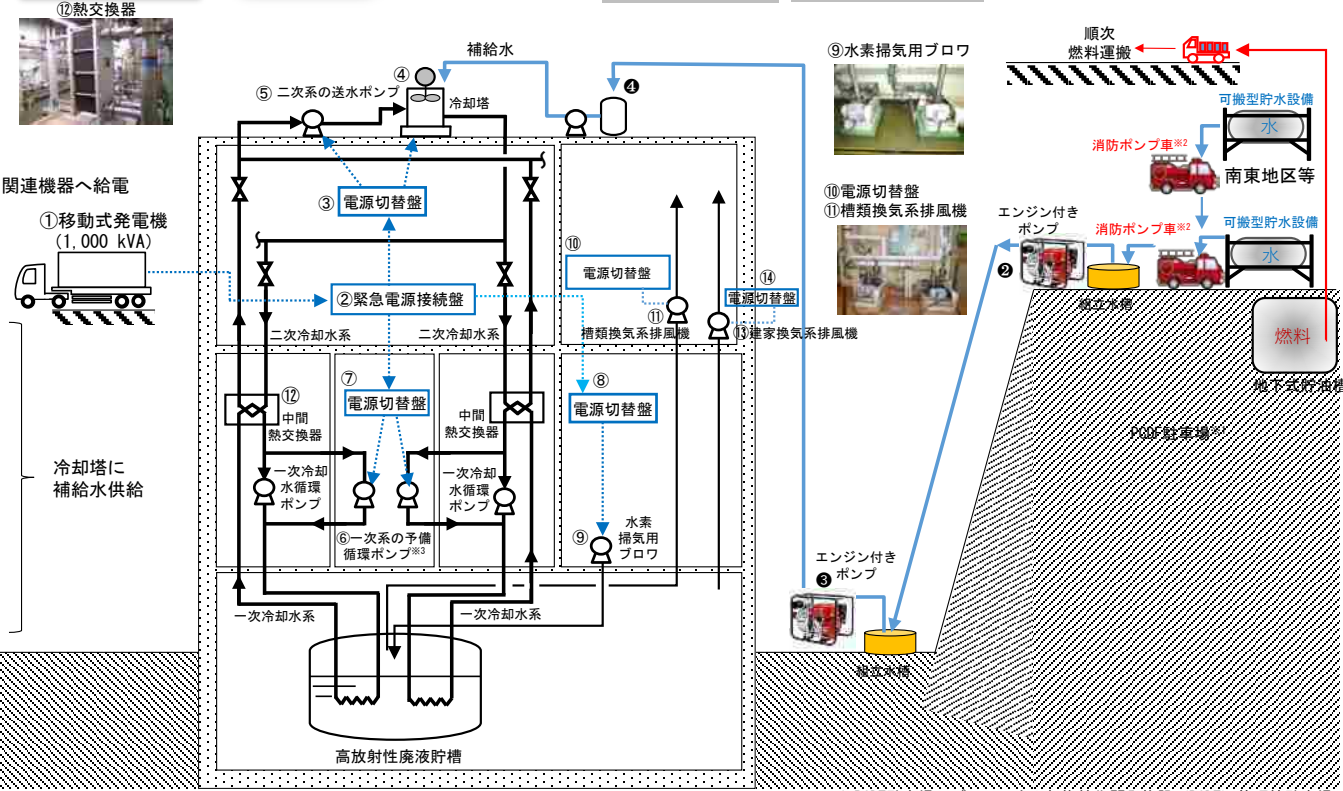 ⑫熱交換器
補給水
⑨水素掃気用ブロワ
順次
燃料運搬
④
❹
⑤ 二次系の送水ポンプ
冷却塔
可搬型貯水設備
水
消防ポンプ車※2
南東地区等
関連機器へ給電
③
電源切替盤
⑩電源切替盤
⑪槽類換気系排風機
①移動式発電機
(1,000 kVA)
エンジン付き
ポンプ
消防ポンプ車※2
可搬型貯水設備
水
❷
⑩
電源切替盤
⑭
電源切替盤
②緊急電源接続盤
組立水槽
⑪
槽類換気系排風機
⑬建家換気系排風機
二次冷却水系
二次冷却水系
燃料
地下式貯油槽
⑫
中間
熱交換器
⑦
電源切替盤
中間
熱交換器
⑧
電源切替盤
PCDF駐車場※1
冷却塔に
補給水供給
一次冷却
水循環
ポンプ
一次冷却
水循環
ポンプ
⑥一次系の予備
循環ポンプ※3
⑨
水素
掃気用
ブロワ
エンジン付き
ポンプ
❸
一次冷却水系
一次冷却水系
組立水槽
高放射性廃液貯槽